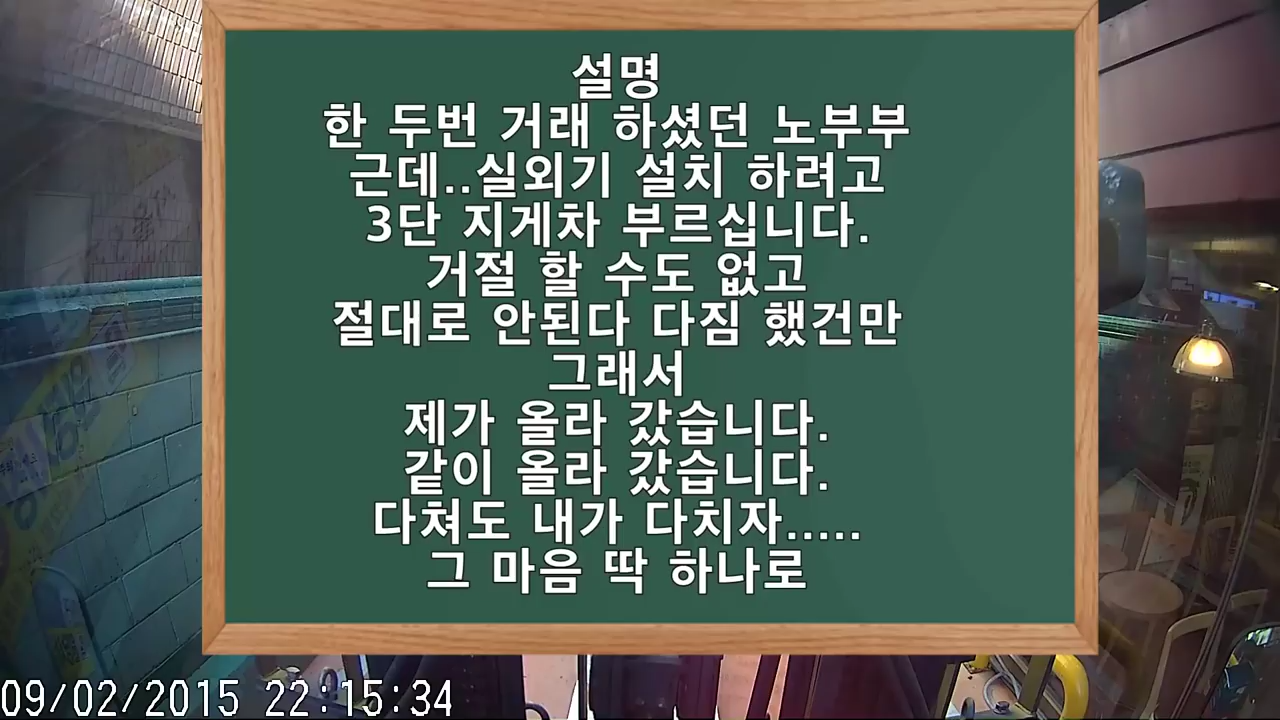 설명
한 두번 거래 하셨던 노부부
근데..실외기 설치 하려고
3단 지게차 부르십니다.
거절 할 수도 없고
절대로 안된다 다짐 했건만
그래서
제가 올라 갔습니다.
같이 올라 갔습니다.
다쳐도 내가 다치자.....
그 마음 딱 하나로
09/02/2015 22:15:34